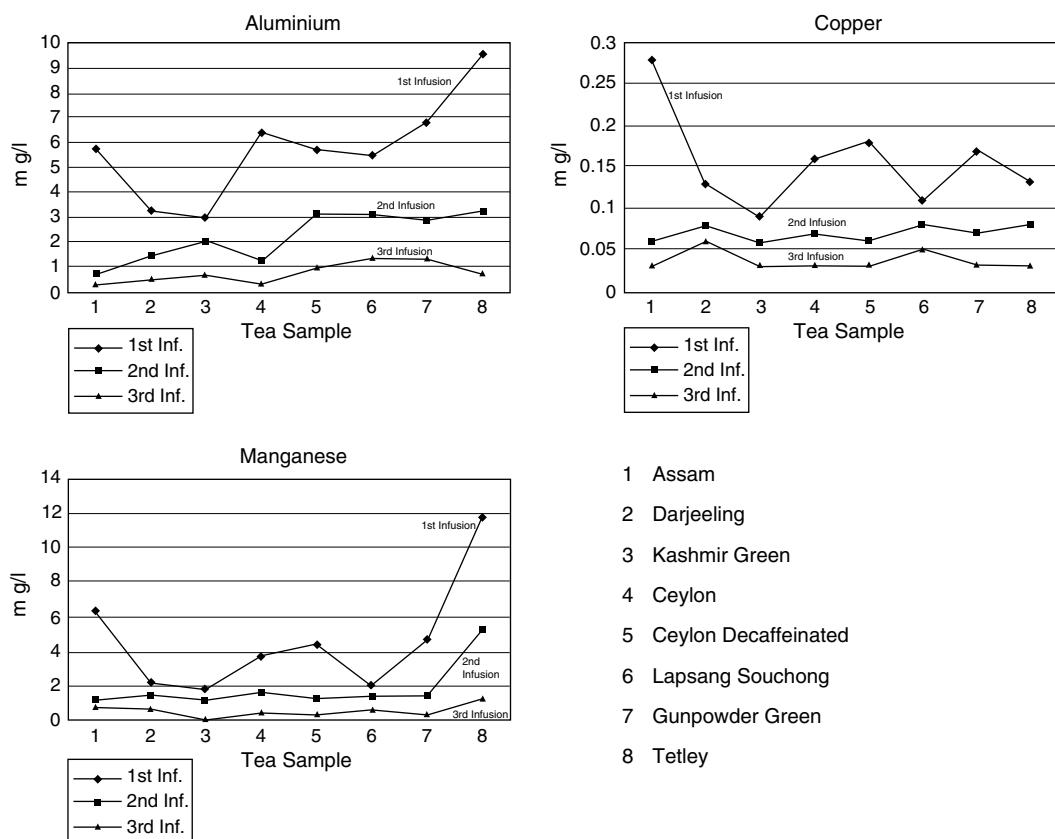 Aluminium
10
9
8
7
6
5
4
3
2
1
0
m g/l
1st Infusion
2nd Infusion
3rd Infusion
1 2 3 4 5 6 7 8
Tea Sample
1st Inf.
2nd Inf.
3rd Inf.
Copper
0.3
0.25
0.2
0.15
0.1
0.05
0
m g/l
1st Infusion
2nd Infusion
3rd Infusion
1 2 3 4 5 6 7 8
Tea Sample
1st Inf.
2nd Inf.
3rd Inf.
Manganese
14
12
10
8
6
4
2
0
m g/l
1st Infusion
2nd
Infusion
3rd Infusion
1 2 3 4 5 6 7 8
Tea Sample
1st Inf.
2nd Inf.
3rd Inf.
1 Assam
2 Darjeeling
3 Kashmir Green
4 Ceylon
5 Ceylon Decaffeinated
6 Lapsang Souchong
7 Gunpowder Green
8 Tetley